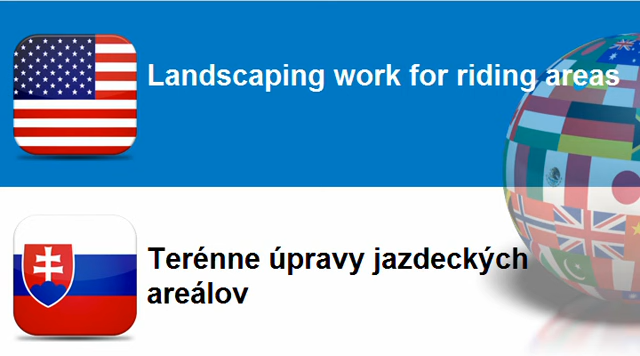 Landscaping work for riding areas
Terénne úpravy jazdeckých
areálov